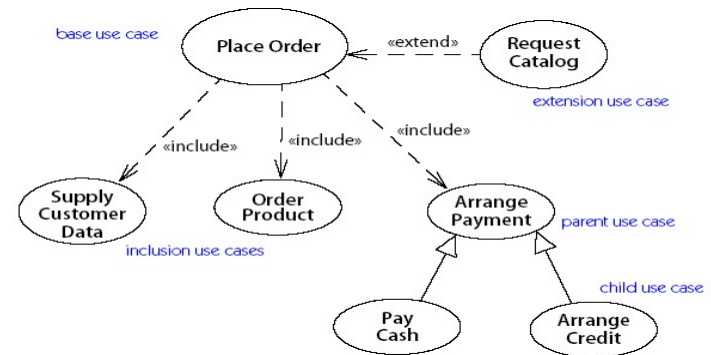 base use case
Place Order
«extend»
Request
Catalog
extension use case
«include»
«include»
«include»
Supply
Customer
Data
Order
Product
Arrange
Payment
parent use case
inclusion use cases
child use case
Pay
Cash
Arrange
Credit